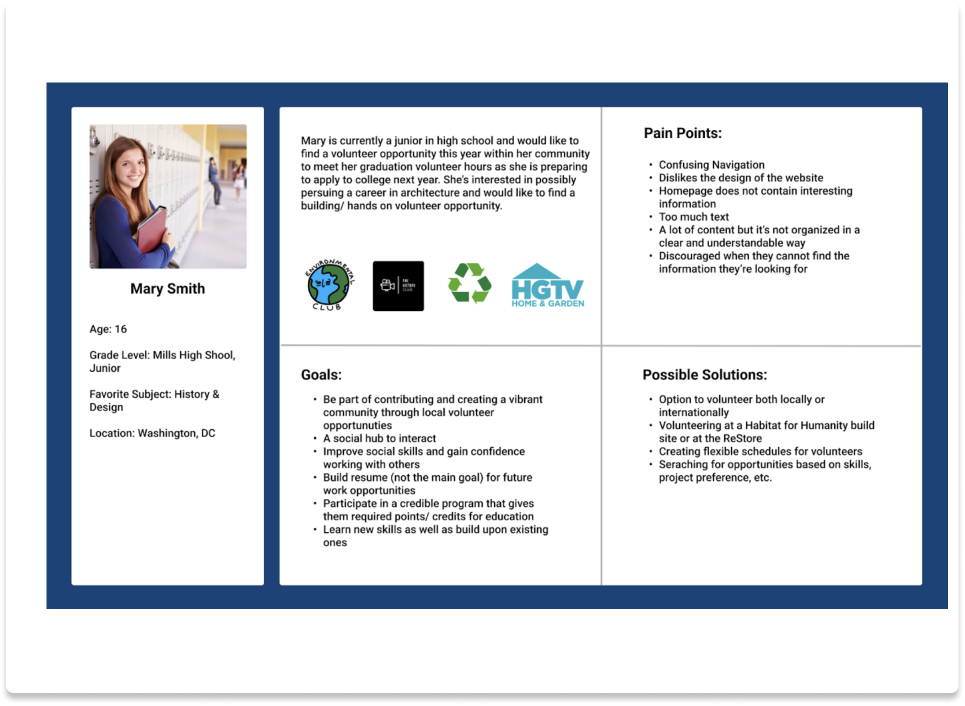 Mary Smith
Age: 16
Grade Level: Mills High Shool,
Junior
Favorite Subject: History &
Design
Location: Washington, DC
Mary is currently a junior in high school and would like to
find a volunteer opportunity this year within her community
to meet her graduation volunteer hours as she is preparing
to apply to college next year. She's interested in possibly
persuing a career in architecture and would like to find a
building/ hands on volunteer opportunity.
ENVIRONMENTAL
CLUB
THE
HISTORY
CLUB
HGTV
HOME & GARDEN
Pain Points:
• Confusing Navigation
• Dislikes the design of the website
• Homepage does not contain interesting
information
• Too much text
• A lot of content but it's not organized in a
clear and understandable way
• Discouraged when they cannot find the
information they're looking for
Goals:
• Be part of contributing and creating a vibrant
community through local volunteer
opportunuties
• A social hub to interact
• Improve social skills and gain confidence
working with others
• Build resume (not the main goal) for future
work opportunities
• Participate in a credible program that gives
them required points/ credits for education
• Learn new skills as well as build upon existing
ones
Possible Solutions:
• Option to volunteer both locally or
internationally
• Volunteering at a Habitat for Humanity build
site or at the ReStore
• Creating flexible schedules for volunteers
• Seraching for opportunities based on skills,
project preference, etc.